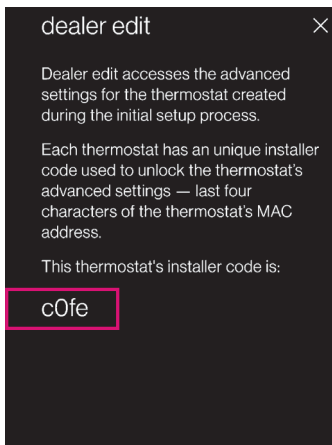 dealer edit
Dealer edit accesses the advanced
settings for the thermostat created
during the initial setup process.
Each thermostat has an unique installer
code used to unlock the thermostat's
advanced settings — last four
characters of the thermostat's MAC
address.
This thermostat's installer code is:
c0fe